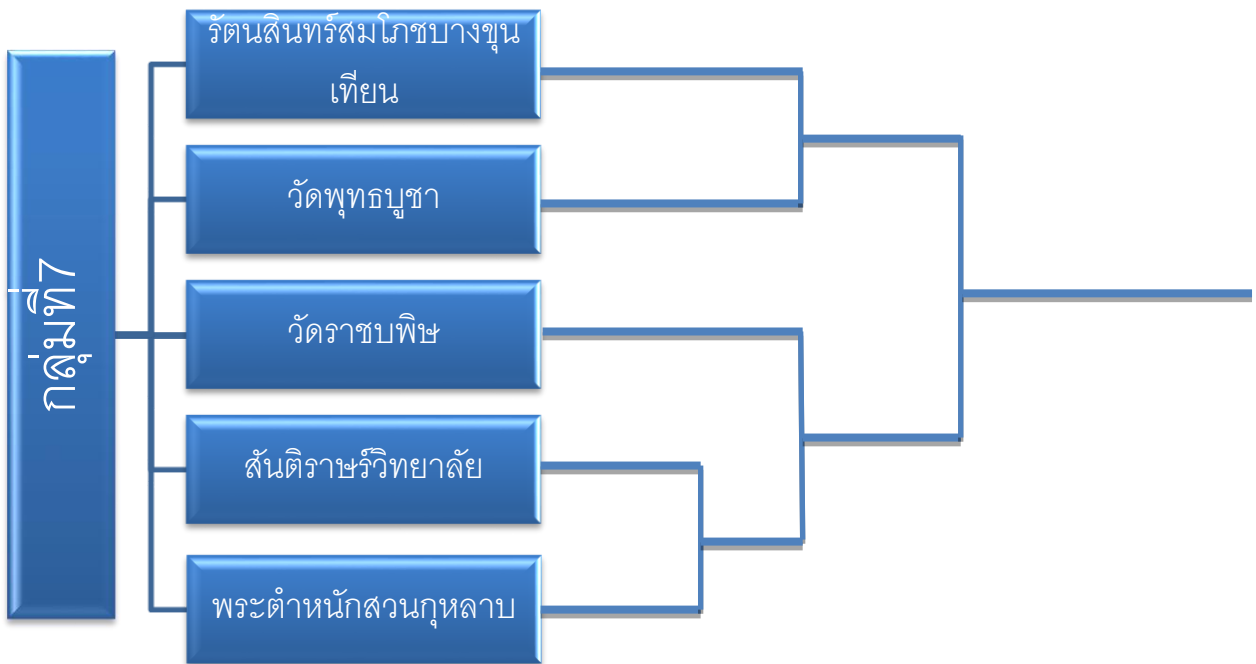 กลุ่มที่7
รัตนสินทร์สมโภชบางขุน
เทียน
วัดพุทธบูชา
วัดราชบพิษ
สันติราษร์วิทยาลัย
พระตำหนักสวนกุหลาบ